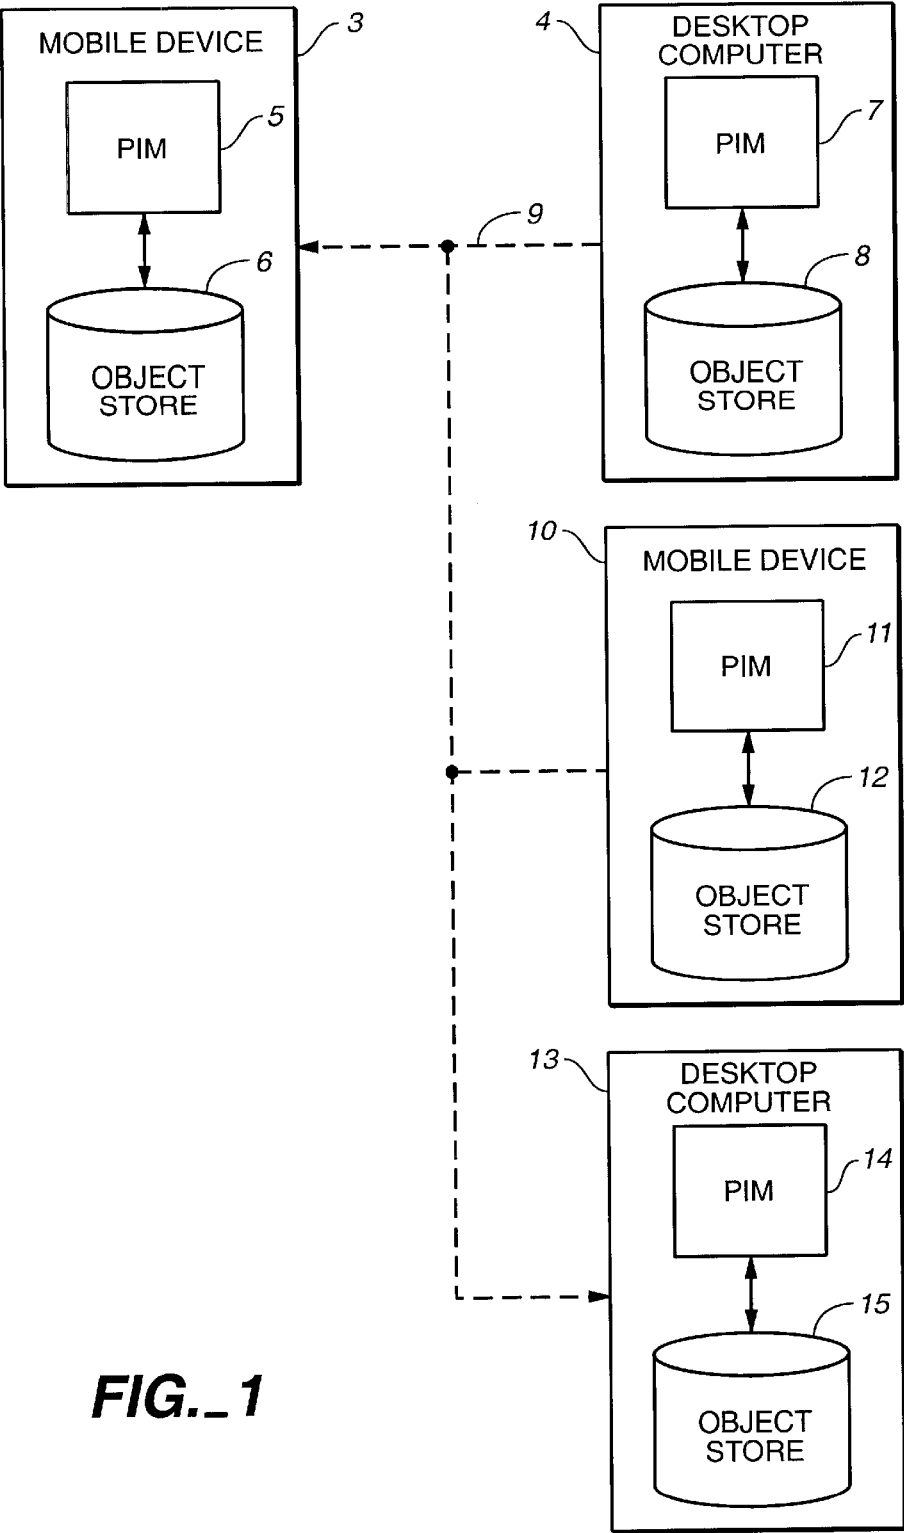 MOBILE DEVICE
3
PIM
5
6
OBJECT
STORE
9
4
DESKTOP
COMPUTER
PIM
7
8
OBJECT
STORE
10
MOBILE DEVICE
PIM
11
12
OBJECT
STORE
13
DESKTOP
COMPUTER
PIM
14
15
OBJECT
STORE
FIG._1